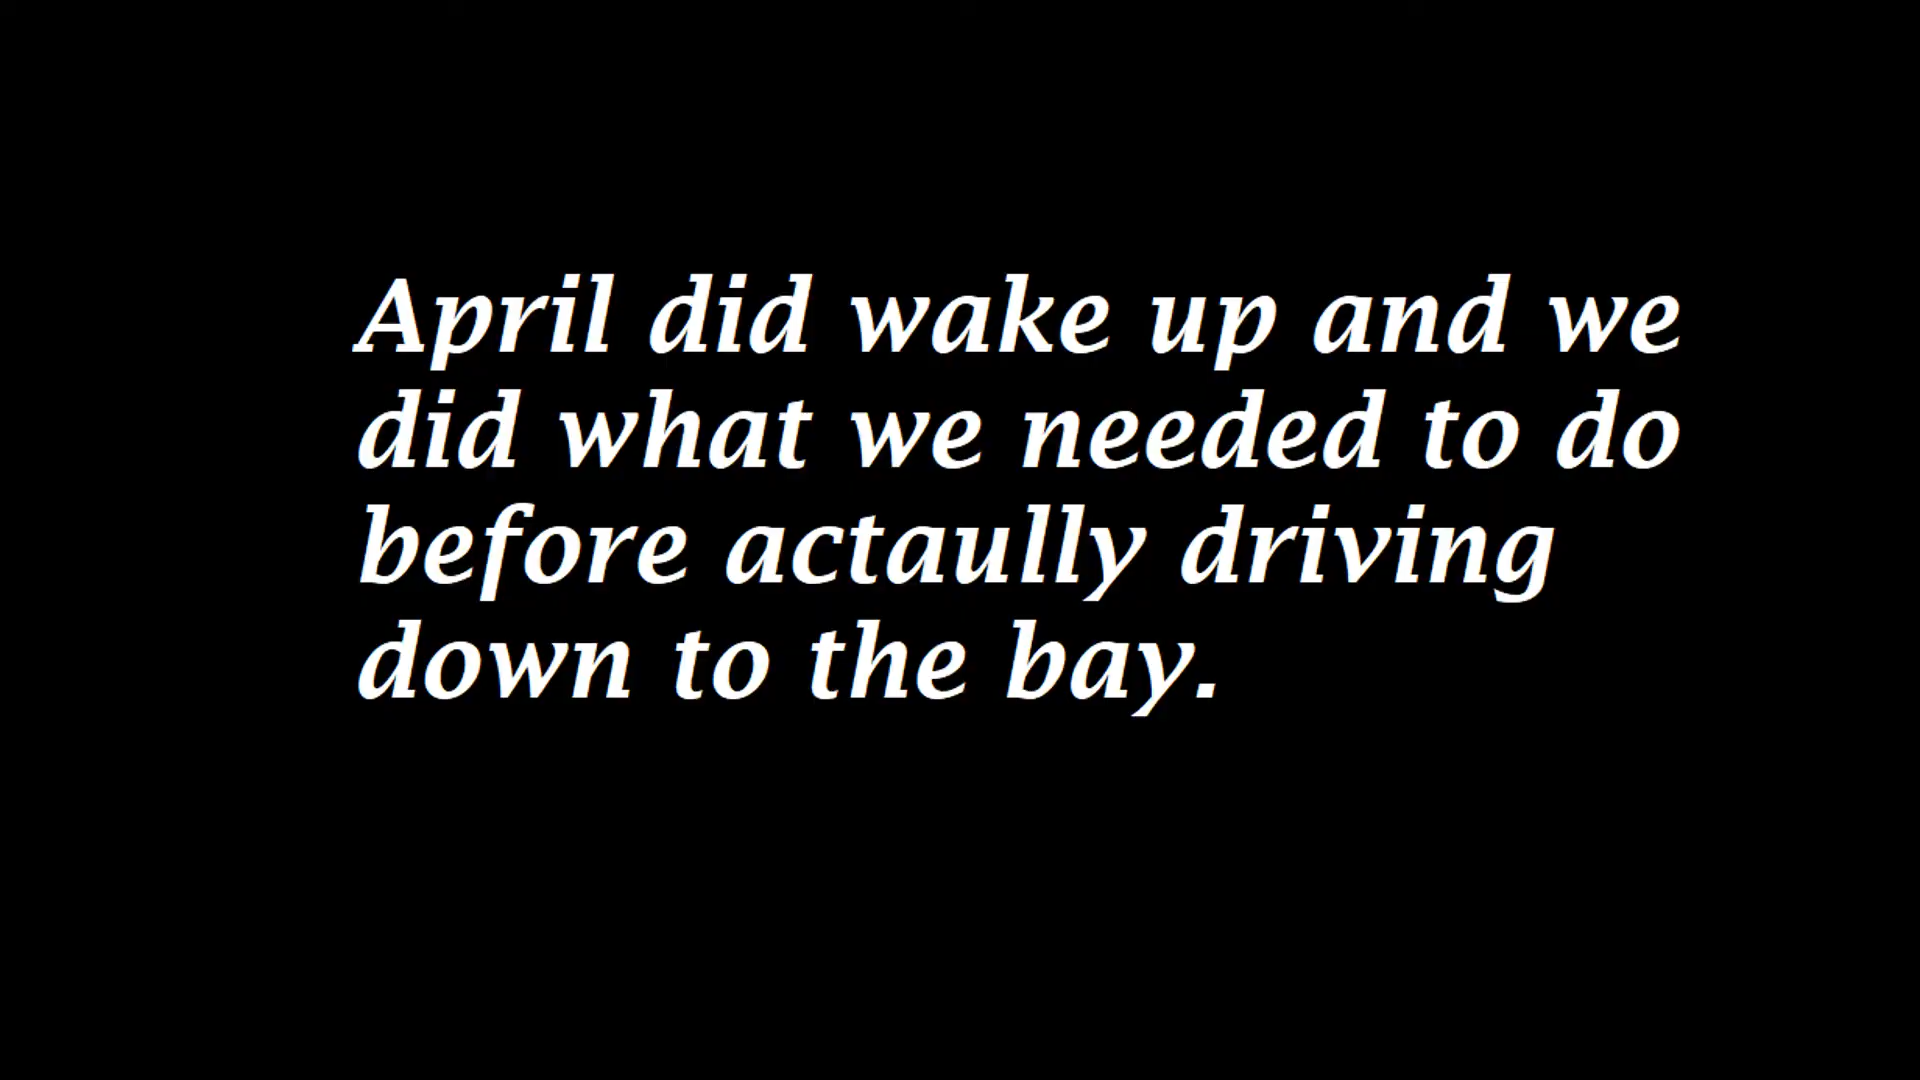 April did wake up and we
did what we needed to do
before actaully driving
down to the bay.